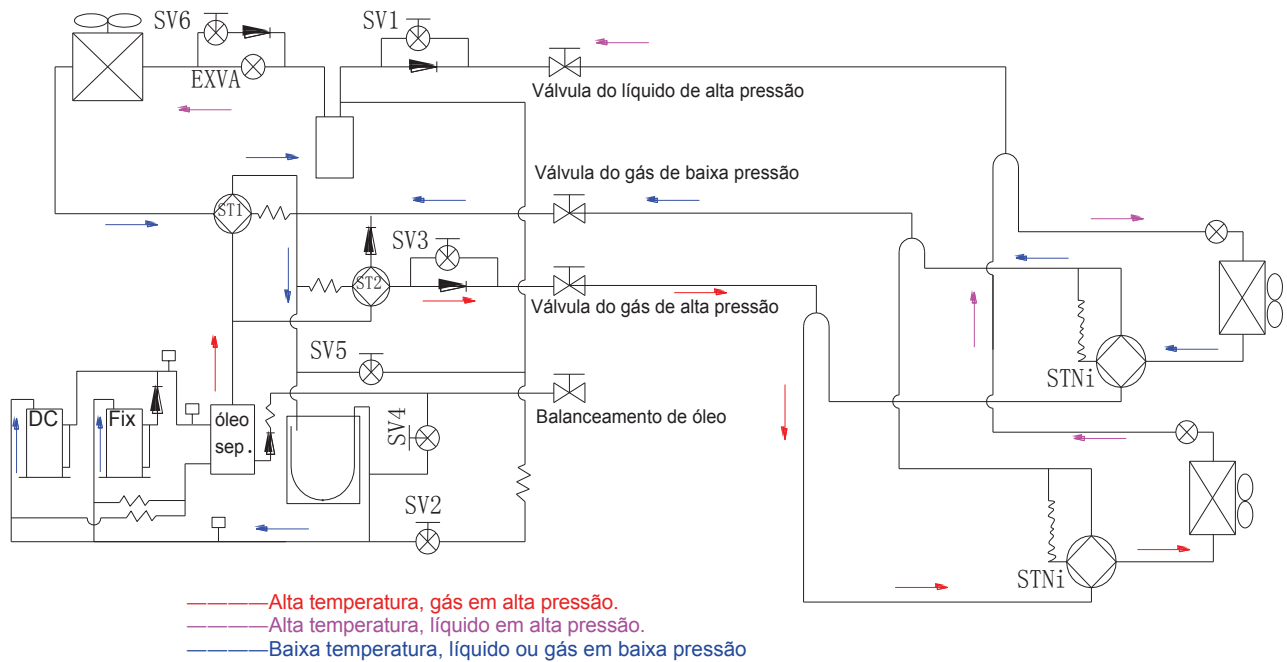 SV6
SV1
EXVA
Válvula do líquido de alta pressão
Válvula do gás de baixa pressão
ST1
SV3
ST2
Válvula do gás de alta pressão
SV5
STNi
Balanceamento de óleo
DC
Fix
óleo
sep.
SV4
SV2
STNi
————Alta temperatura, gás em alta pressão.
————Alta temperatura, líquido em alta pressão.
————Baixa temperatura, líquido ou gás em baixa pressão